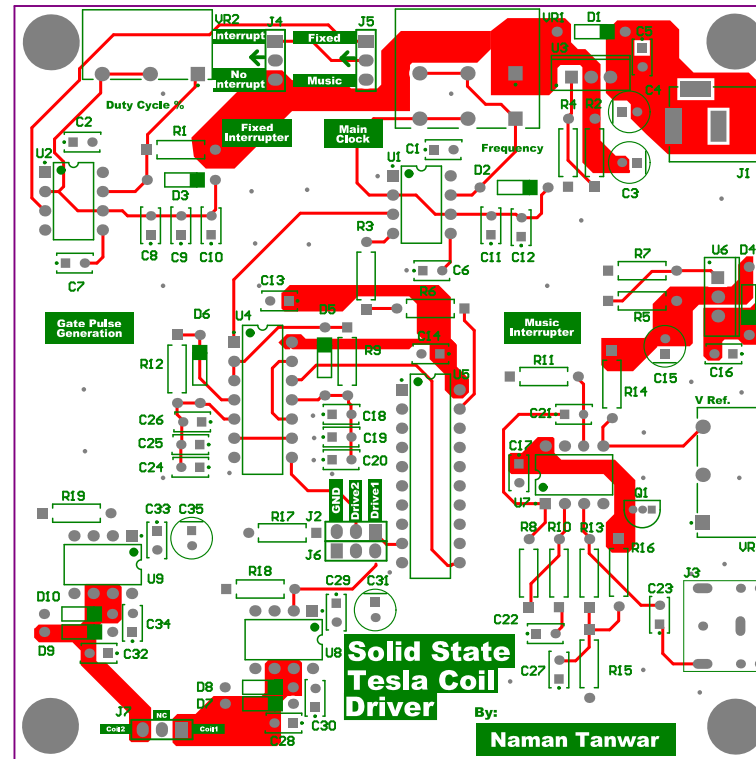 VR2
J4
J5
VR1
D1
C5
Interrupt
Fixed
U3
No
Interrupt
Music
Duty Cycle %
R4
R2
C4
C2
R1
Fixed
Interrupter
Main
Clock
C1
Frequency
J1
U2
U1
D2
C3
D3
R3
R7
U6
D4
C8
C9
C10
C11
C12
C7
C6
C13
R6
R5
Gate Pulse
Generation
D6
U4
D5
Music
Interrupter
R12
R9
C14
R11
C15
C16
U5
R14
V Ref.
C26
C18
C21
C25
C19
C24
C20
C17
R19
C33
C35
GND
Drive2
Drive1
U7
Q1
R17
J2
J6
R8
R10
R13
R16
VR
U9
R18
C29
C31
C23
J3
D10
C34
D9
C32
U8
C22
Solid State
Tesla Coil
Driver
C27
R15
D8
D7
J7
NC
Coil2
Coil1
C28
C30
By:
Naman Tanwar